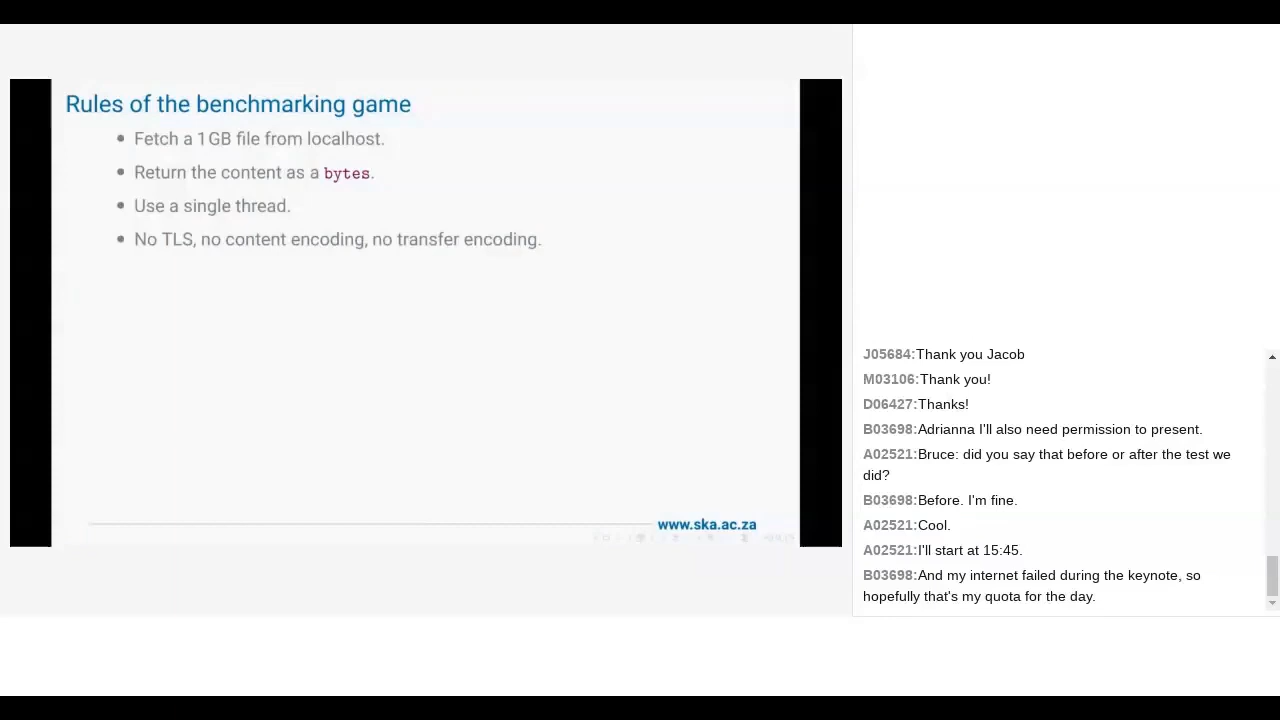 Rules of the benchmarking game
• Fetch a 1 GB file from localhost.
• Return the content as a bytes.
• Use a single thread.
• No TLS, no content encoding, no transfer encoding.
www.ska.ac.za
J05684:Thank you Jacob
M03106:Thank you!
D06427:Thanks!
B03698:Adrianna I'll also need permission to present.
A02521:Bruce: did you say that before or after the test we
did?
B03698:Before. I'm fine.
A02521:Cool.
A02521:I'll start at 15:45.
B03698:And my internet failed during the keynote, so
hopefully that's my quota for the day.